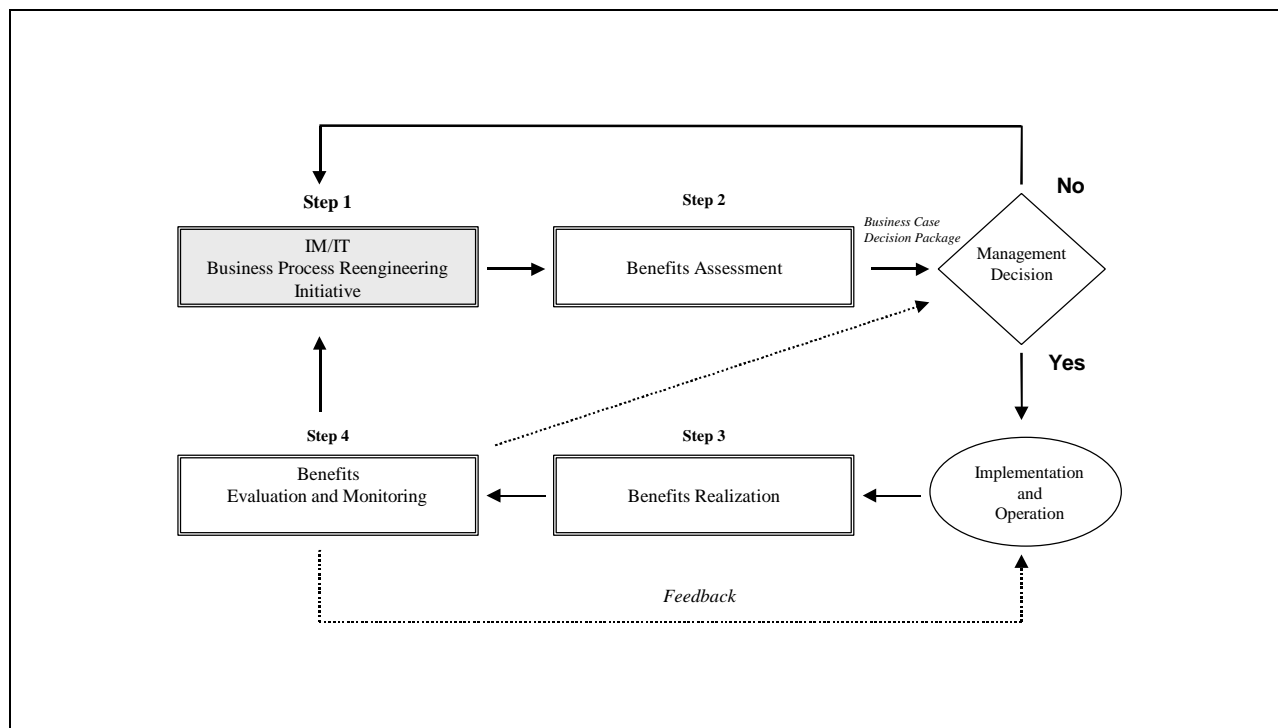 No
Step 1
Step 2
Business Case
Decision Package
IM/IT
Business Process Reengineering
Initiative
Benefits Assessment
Management
Decision
Yes
Step 4
Step 3
Benefits
Evaluation and Monitoring
Benefits Realization
Implementation
and
Operation
Feedback